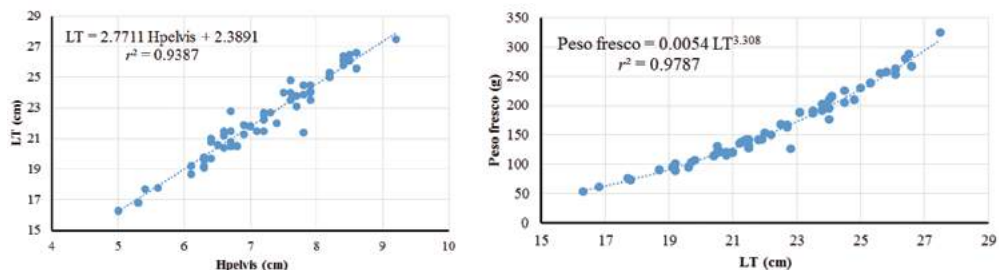 29
27
25
23
21
19
17
15
LT (cm)
LT = 2.7711 Hpelvis + 2.3891
r² = 0.9387
4 5 6 7 8 9 10
Hpelvis (cm)
350
300
250
200
150
100
50
0
Peso fresco (g)
Peso fresco = 0.0054 LT^3.308
r² = 0.9787
15 17 19 21 23 25 27 29
LT (cm)